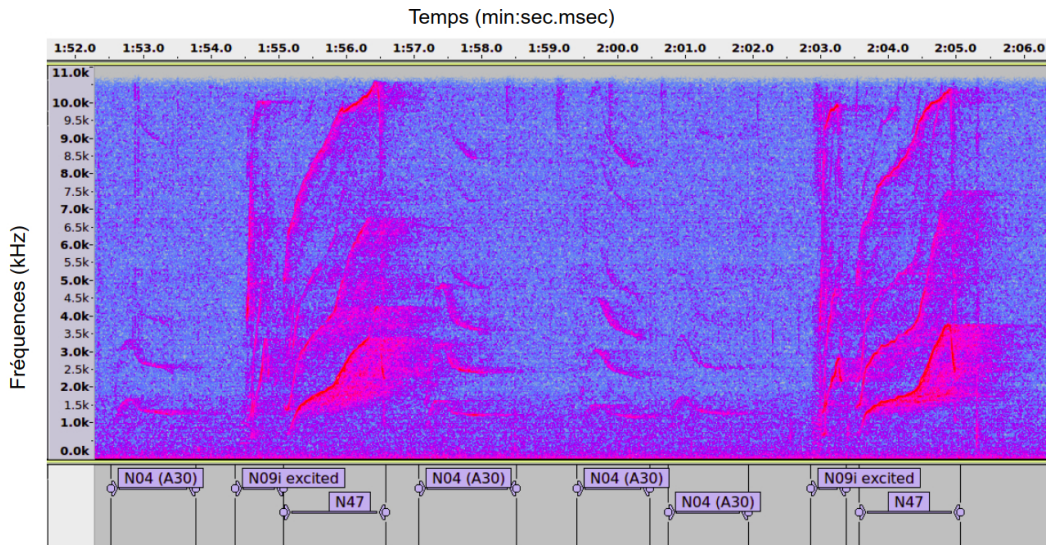 Temps (min:sec.msec)
1:52.0 1:53.0 1:54.0 1:55.0 1:56.0 1:57.0 1:58.0 1:59.0 2:00.0 2:01.0 2:02.0 2:03.0 2:04.0 2:05.0 2:06.0
Fréquences (kHz)
11.0k
10.0k
9.5k
9.0k
8.5k
8.0k
7.5k
7.0k
6.5k
6.0k
5.5k
5.0k
4.5k
4.0k
3.5k
3.0k
2.5k
2.0k
1.5k
1.0k
0.0k
N04 (A30) N09i excited N04 (A30) N04 (A30) N09i excited
N47 N04 (A30) N47